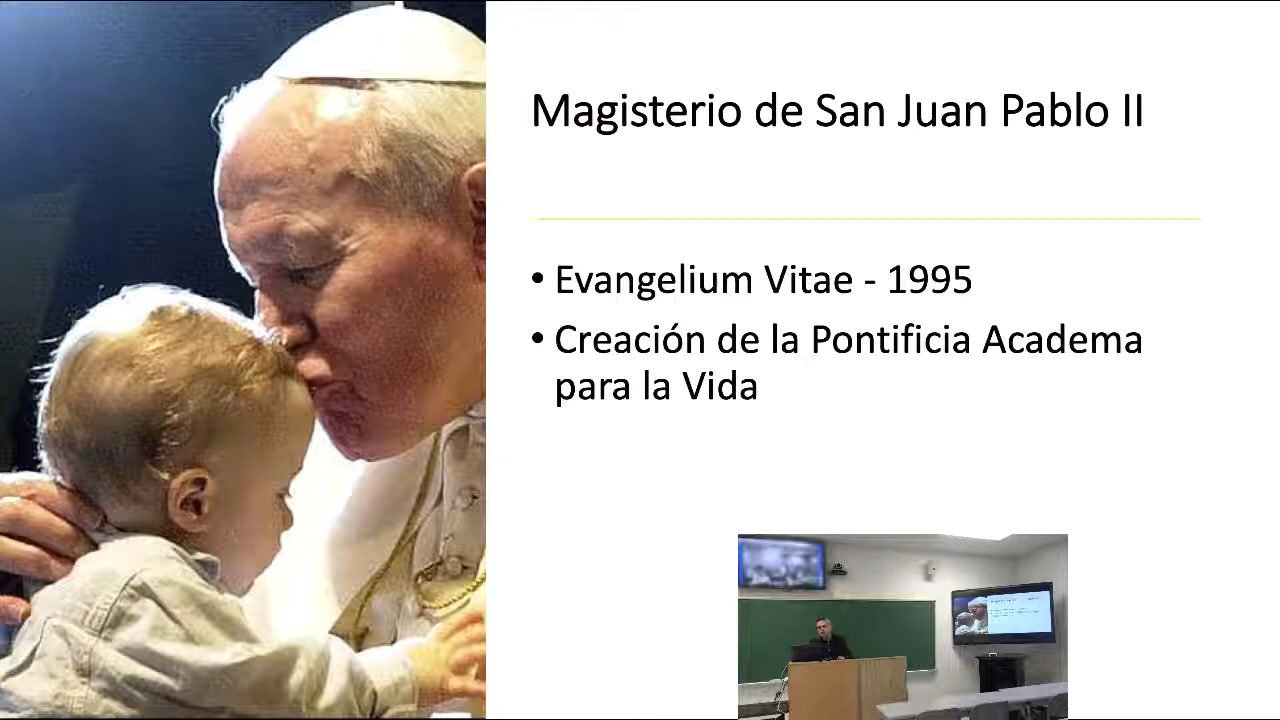 Magisterio de San Juan Pablo II
• Evangelium Vitae - 1995
• Creación de la Pontificia Academa
para la Vida